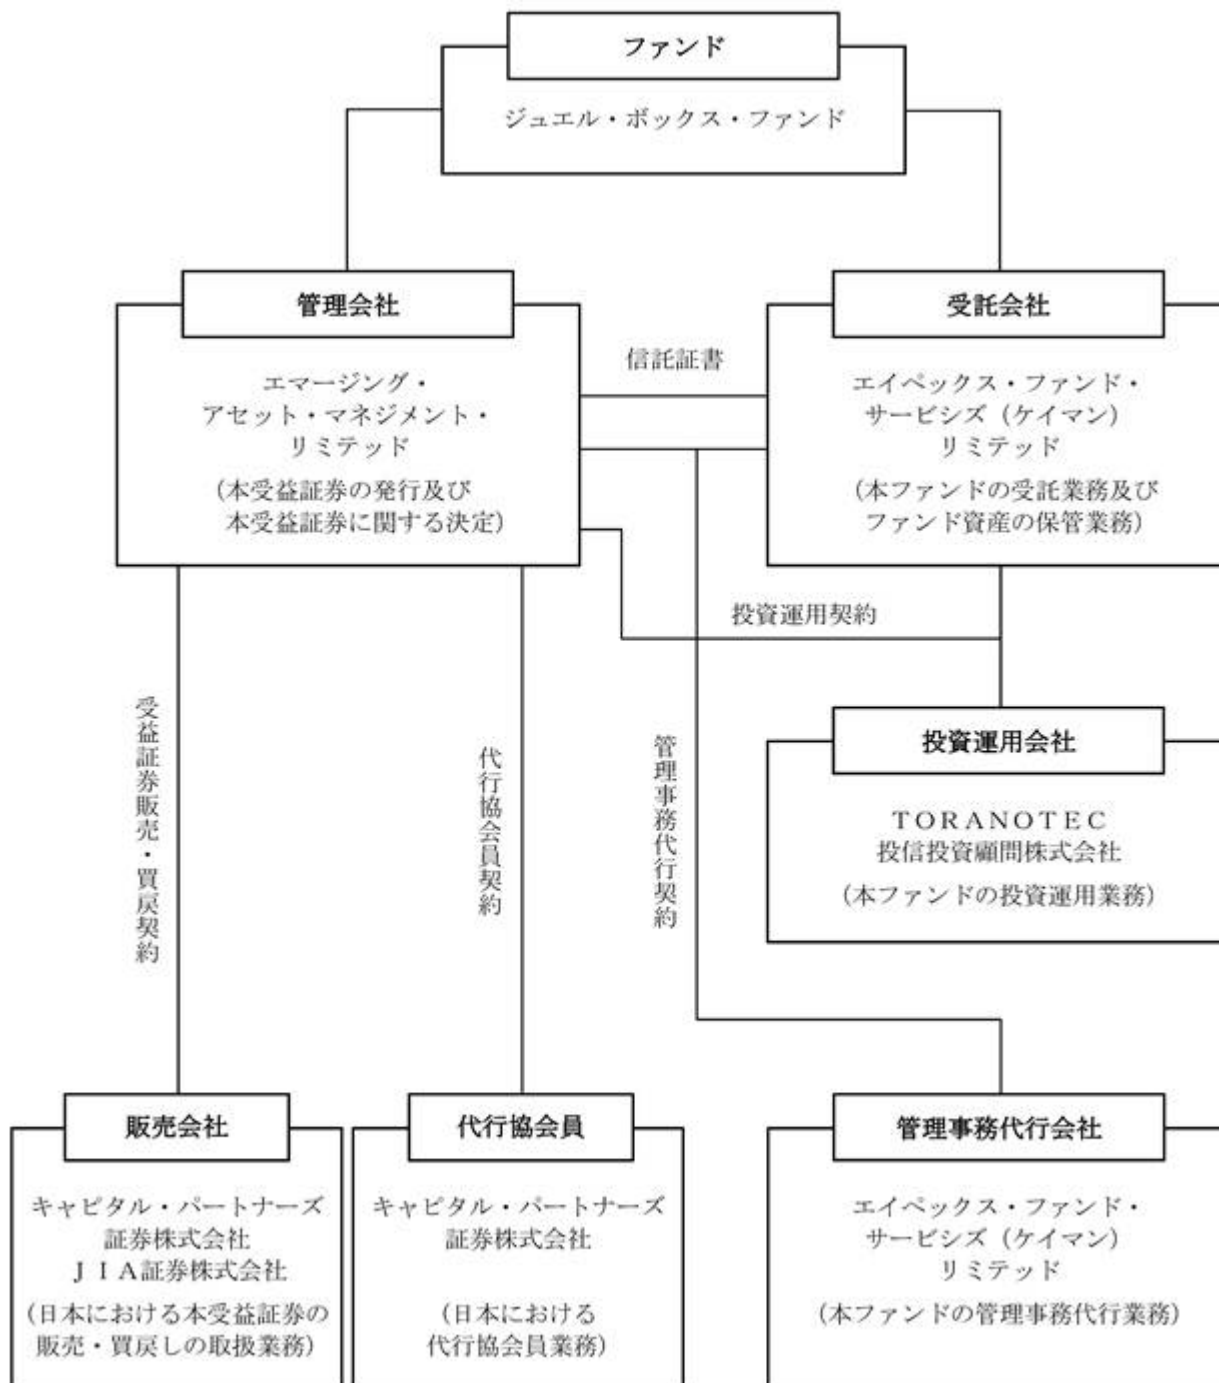 ファンド
ジュエル・ボックス・ファンド
管理会社
エマージング・
アセット・マネジメント・
リミテッド
(本受益証券の発行及び
本受益証券に関する決定)
信託証書
受託会社
エイペックス・ファンド・
サービシズ(ケイマン)
リミテッド
(本ファンドの受託業務及び
ファンド資産の保管業務)
投資運用契約
受益証券販売・買戻契約
代行協会員契約
管理事務代行契約
投資運用会社
TORANOTEC
投信投資顧問株式会社
(本ファンドの投資運用業務)
販売会社
キャピタル・パートナーズ
証券株式会社
JIA証券株式会社
(日本における本受益証券の
販売・買戻しの取扱業務)
代行協会員
キャピタル・パートナーズ
証券株式会社
(日本における
代行協会員業務)
管理事務代行会社
エイペックス・ファンド・
サービシズ(ケイマン)
リミテッド
(本ファンドの管理事務代行業務)